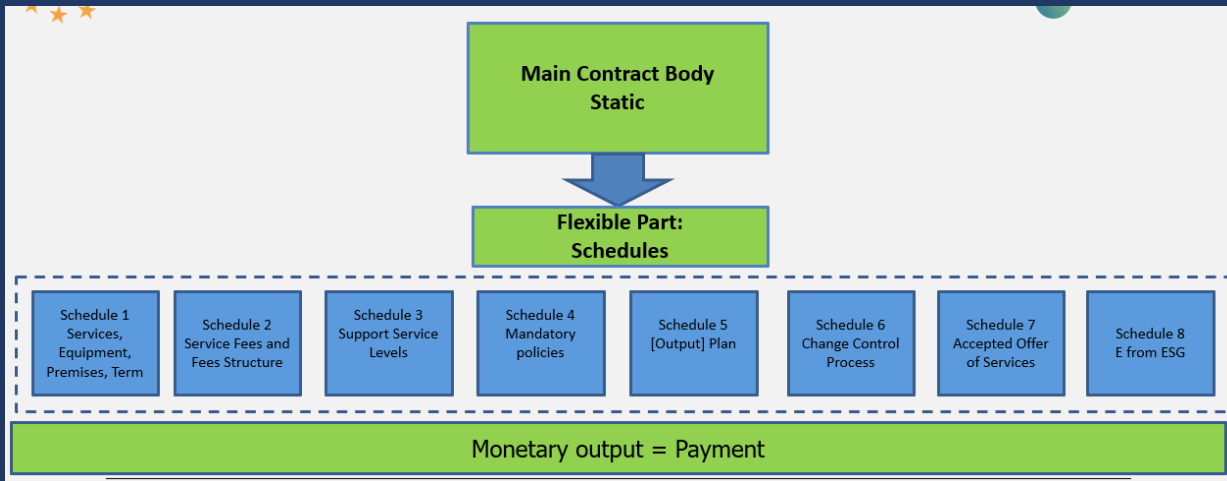 Main Contract Body
Static
Flexible Part:
Schedules
Schedule 1
Services,
Equipment,
Premises, Term
Schedule 2
Service Fees and
Fees Structure
Schedule 3
Support Service
Levels
Schedule 4
Mandatory
policies
Schedule 5
[Output] Plan
Schedule 6
Change Control
Process
Schedule 7
Accepted Offer
of Services
Schedule 8
E from ESG
Monetary output = Payment